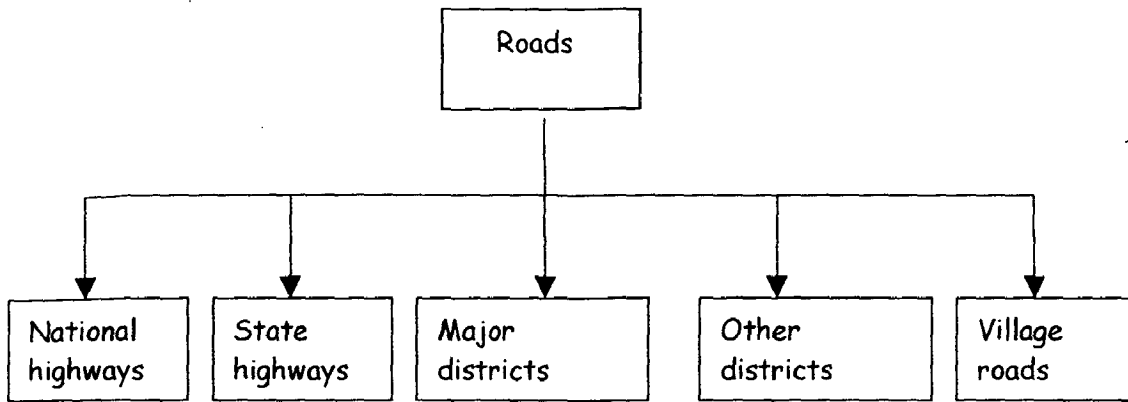 Roads
National
highways
State
highways
Major
districts
Other
districts
Village
roads